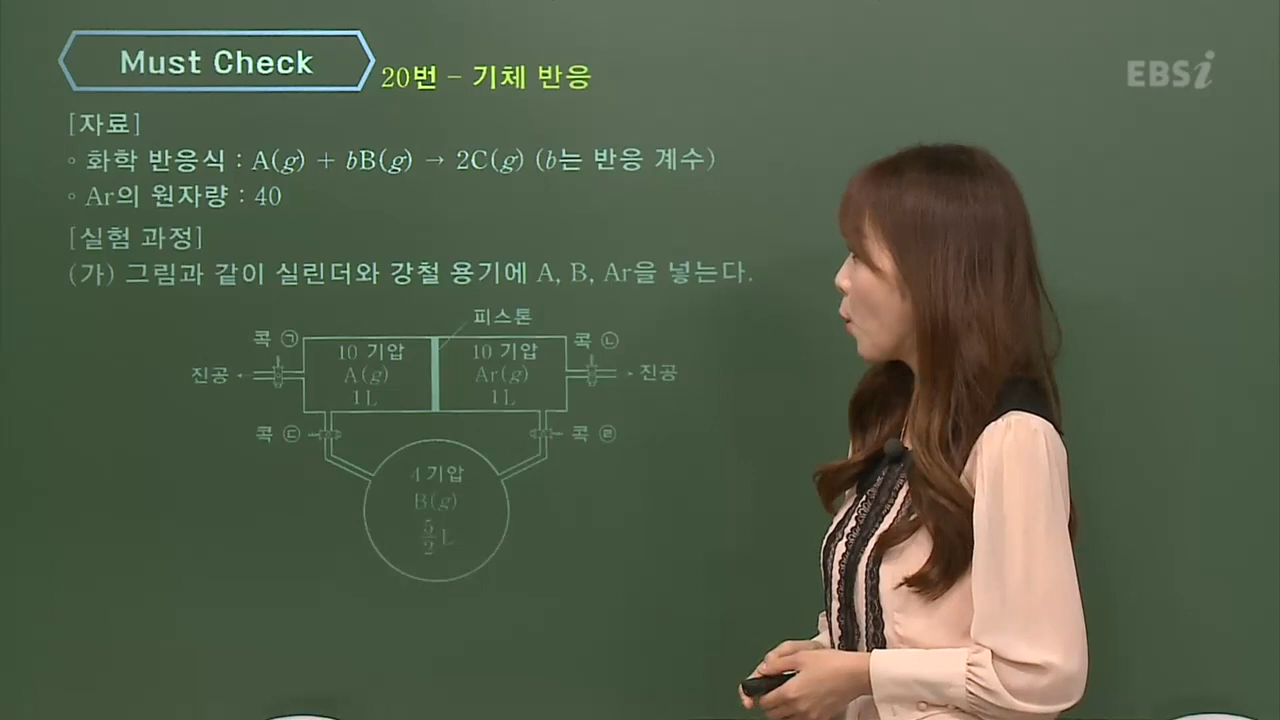 Must Check
20번 - 기체 반응
EBSi
[자료]
◦ 화학 반응식 : A(g) + bB(g) → 2C(g) (b는 반응 계수)
◦ Ar의 원자량 : 40
[실험 과정]
(가) 그림과 같이 실린더와 강철 용기에 A, B, Ar을 넣는다.
피스톤
콕 ㉠
콕 ㉡
10 기압
A(g)
1 L
10 기압
Ar(g)
1 L
진공
진공
콕 ㉢
콕 ㉣
4 기압
B(g)
5/2 L